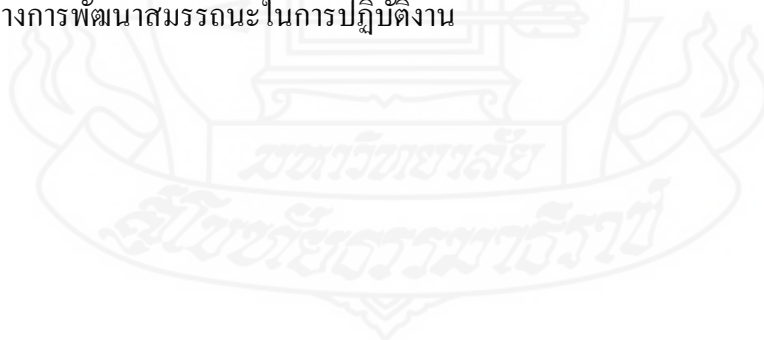 างการพัฒนาสมรรถนะในการปฏิบัติงาน
มหาวิทยาลัย
สุโขทัยธรรมาธิราช